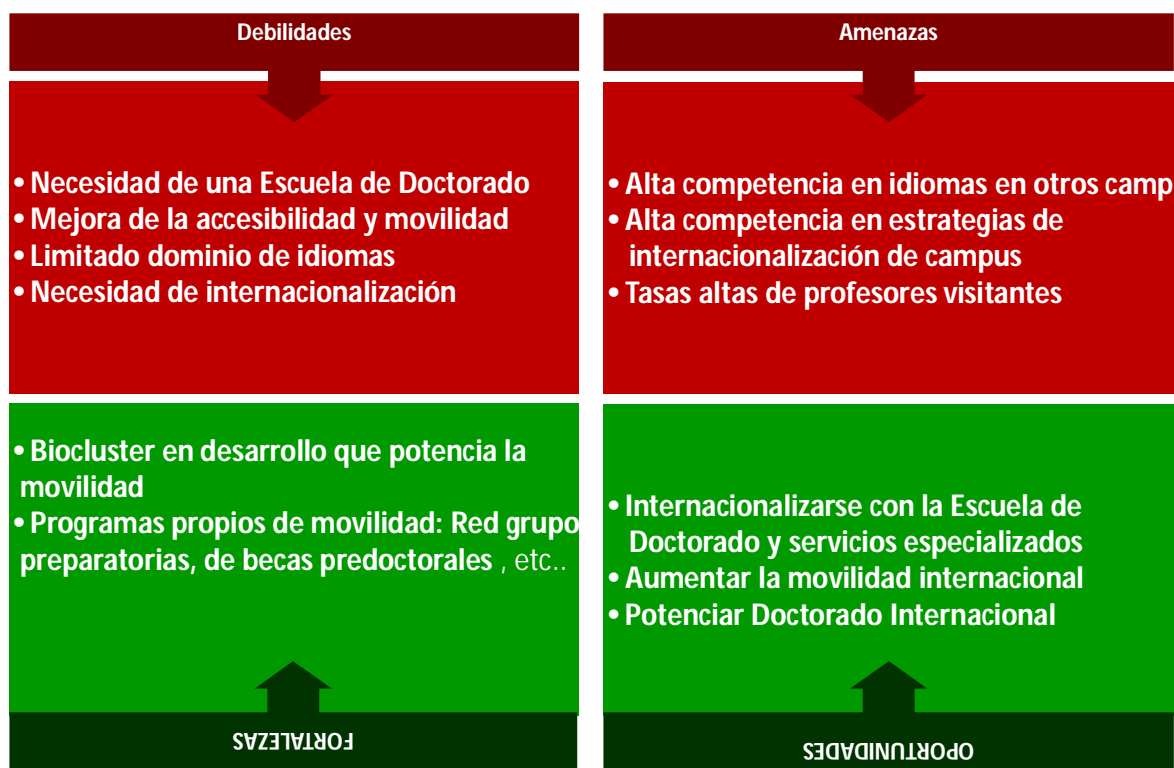 Debilidades
• Necesidad de una Escuela de Doctorado
• Mejora de la accesibilidad y movilidad
• Limitado dominio de idiomas
• Necesidad de internacionalización
Amenazas
• Alta competencia en idiomas en otros camp
• Alta competencia en estrategias de
internacionalización de campus
• Tasas altas de profesores visitantes
• Biocluster en desarrollo que potencia la
movilidad
• Programas propios de movilidad: Red grupo
preparatorias, de becas predoctorales , etc..
FORTALEZAS
• Internacionalizarse con la Escuela de
Doctorado y servicios especializados
• Aumentar la movilidad internacional
• Potenciar Doctorado Internacional
OPORTUNIDADES